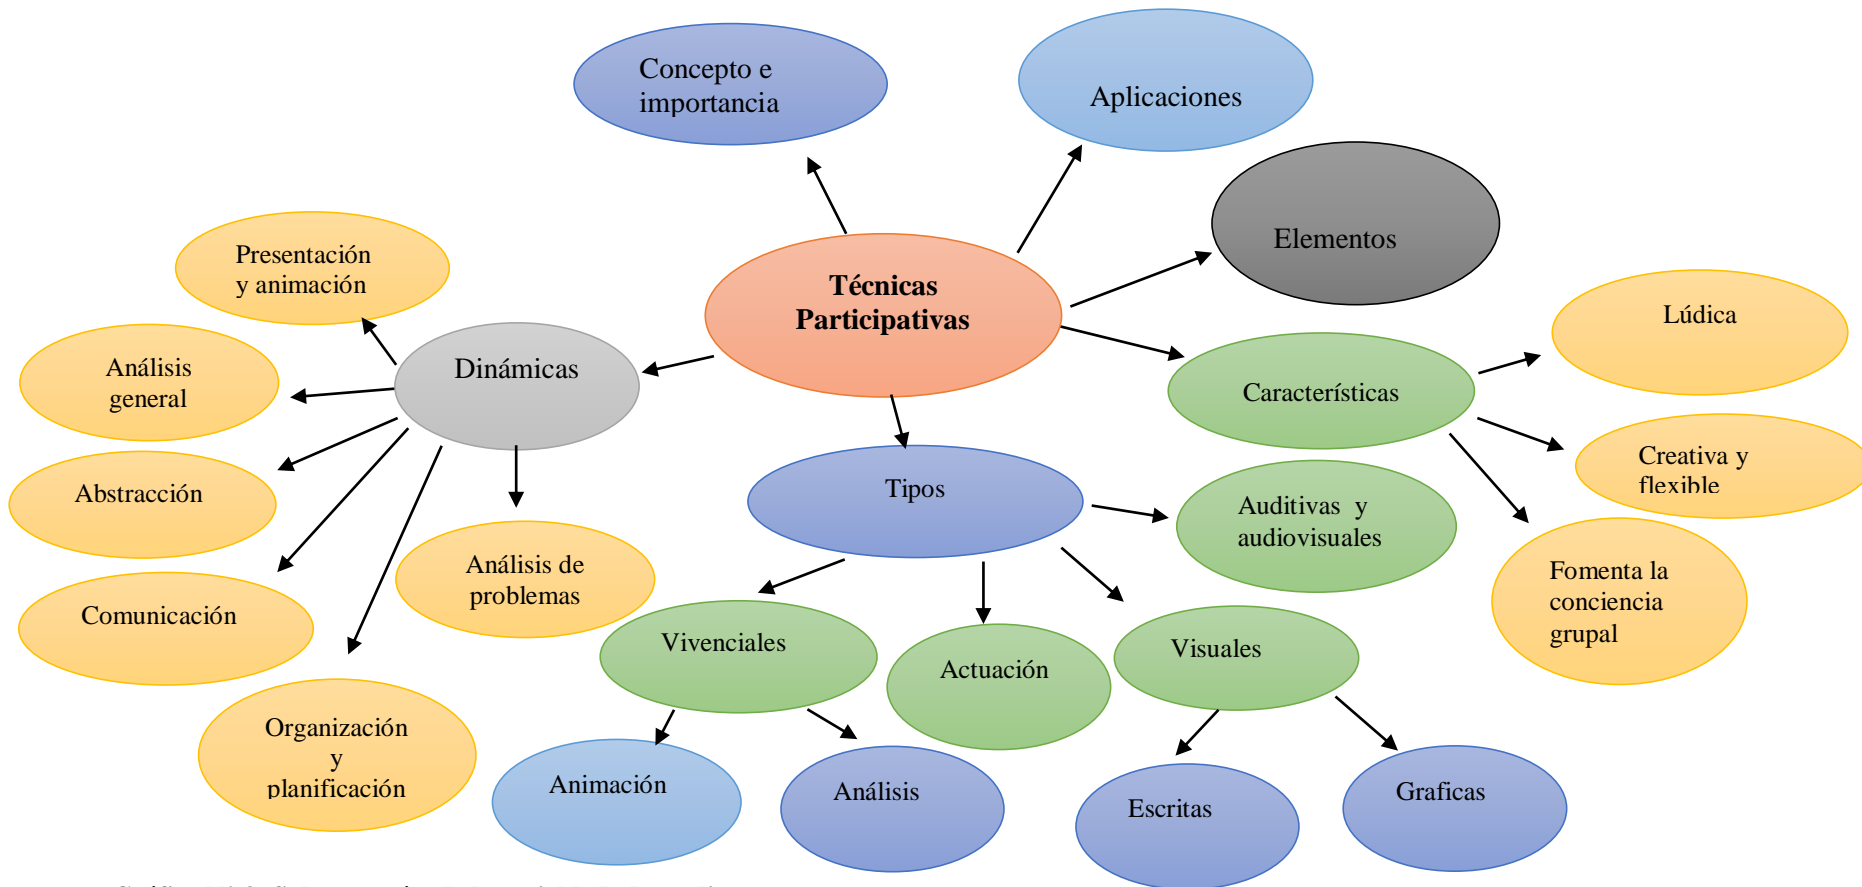 Concepto e
importancia
Aplicaciones
Elementos
Técnicas
Participativas
Presentación
y animación
Dinámicas
Análisis
general
Abstracción
Comunicación
Organización
y
planificación
Análisis de
problemas
Tipos
Características
Lúdica
Creativa y
flexible
Fomenta la
conciencia
grupal
Auditivas y
audiovisuales
Vivenciales
Actuación
Visuales
Animación
Análisis
Escritas
Graficas